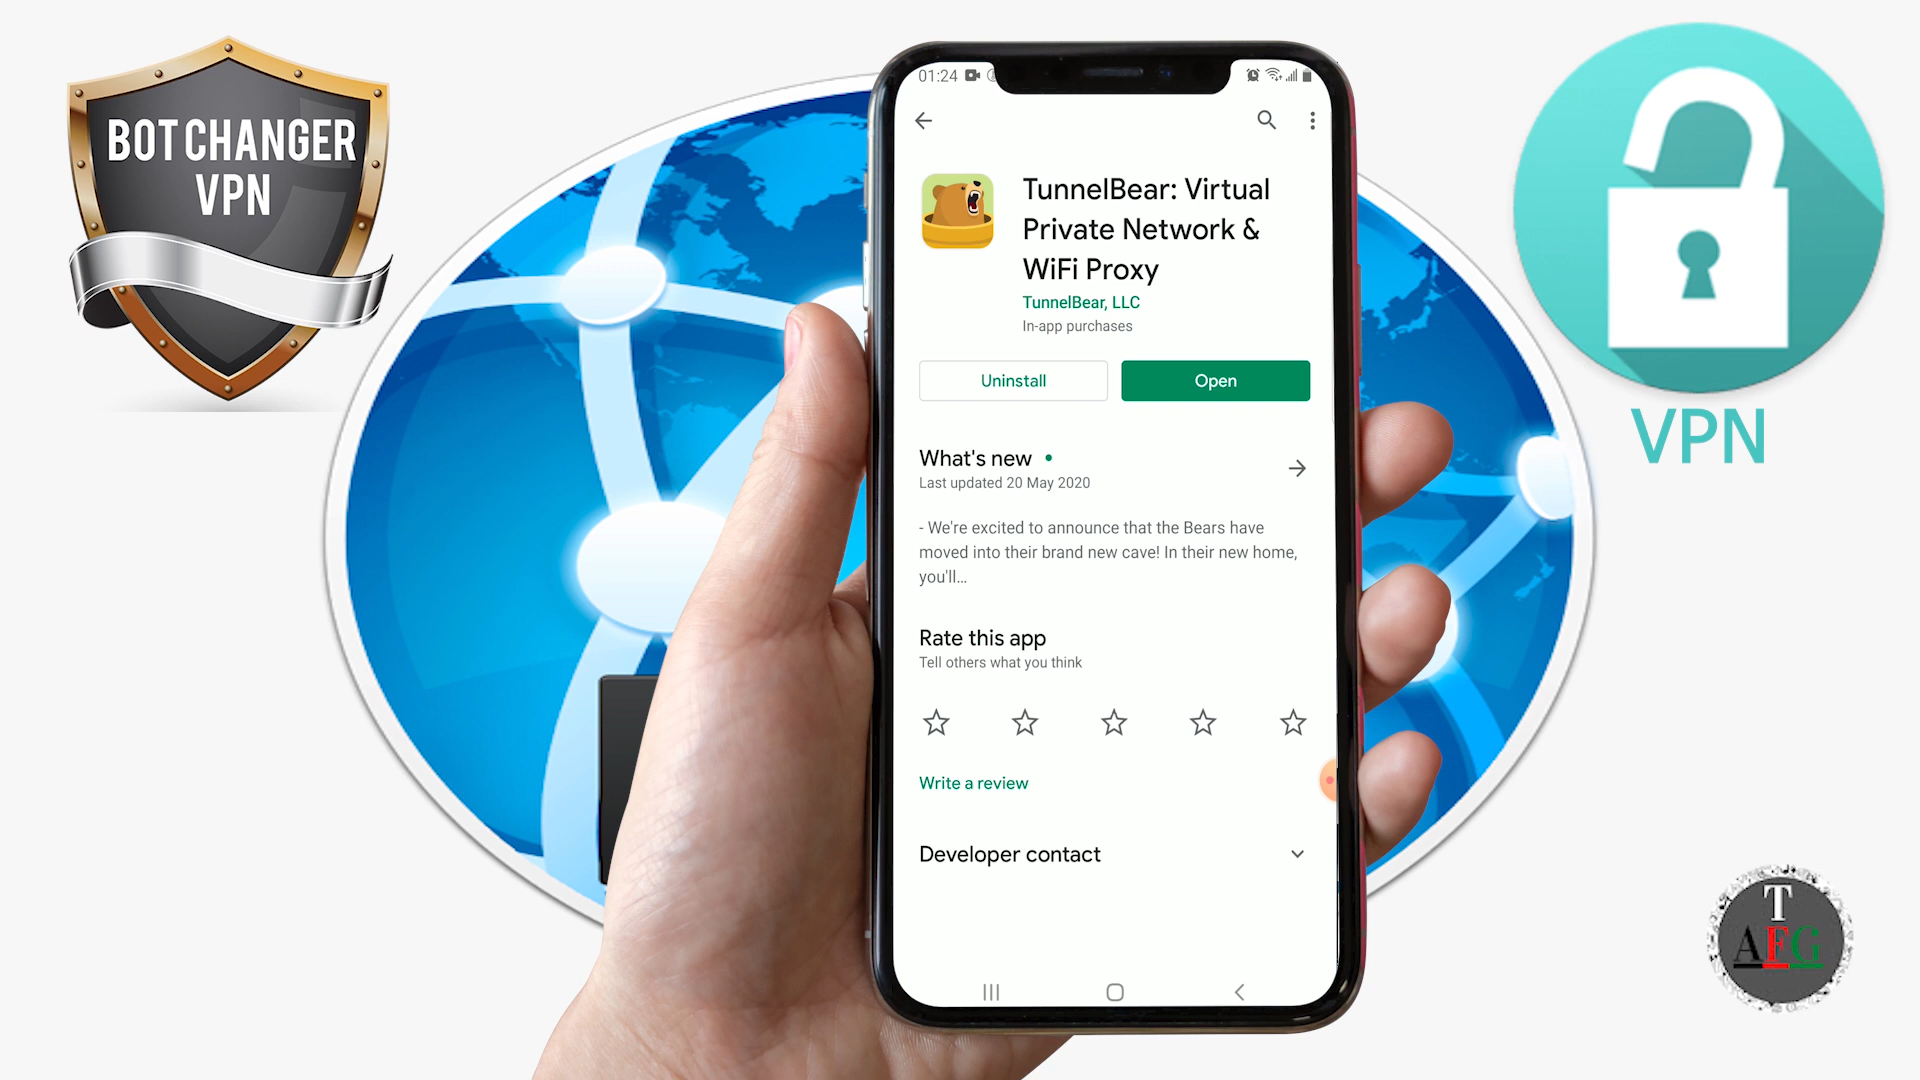 BOT CHANGER
VPN
01:24
TunnelBear: Virtual
Private Network &
WiFi Proxy
TunnelBear, LLC
In-app purchases
Uninstall
Open
What's new
Last updated 20 May 2020
- We're excited to announce that the Bears have
moved into their brand new cave! In their new home,
you'll...
Rate this app
Tell others what you think
Write a review
Developer contact
VPN
T
AFG